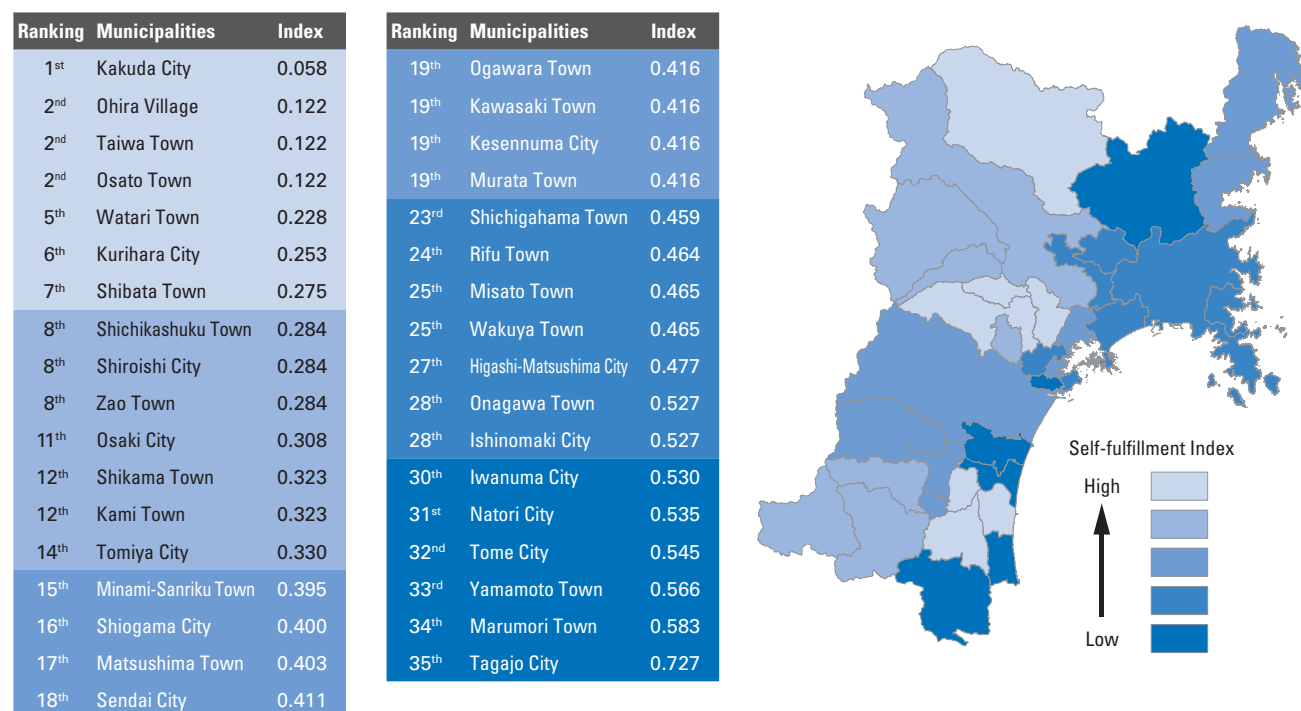 Ranking Municipalities Index
1st Kakuda City 0.058
2nd Ohira Village 0.122
2nd Taiwa Town 0.122
2nd Osato Town 0.122
5th Watari Town 0.228
6th Kurihara City 0.253
7th Shibata Town 0.275
8th Shichikashuku Town 0.284
8th Shiroishi City 0.284
8th Zao Town 0.284
11th Osaki City 0.308
12th Shikama Town 0.323
12th Kami Town 0.323
14th Tomiya City 0.330
15th Minami-Sanriku Town 0.395
16th Shiogama City 0.400
17th Matsushima Town 0.403
18th Sendai City 0.411
Ranking Municipalities Index
19th Ogawara Town 0.416
19th Kawasaki Town 0.416
19th Kesennuma City 0.416
19th Murata Town 0.416
23rd Shichigahama Town 0.459
24th Rifu Town 0.464
25th Misato Town 0.465
25th Wakuya Town 0.465
27th Higashi-Matsushima City 0.477
28th Onagawa Town 0.527
28th Ishinomaki City 0.527
30th Iwanuma City 0.530
31st Natori City 0.535
32nd Tome City 0.545
33rd Yamamoto Town 0.566
34th Marumori Town 0.583
35th Tagajo City 0.727
Self-fulfillment Index
High
Low